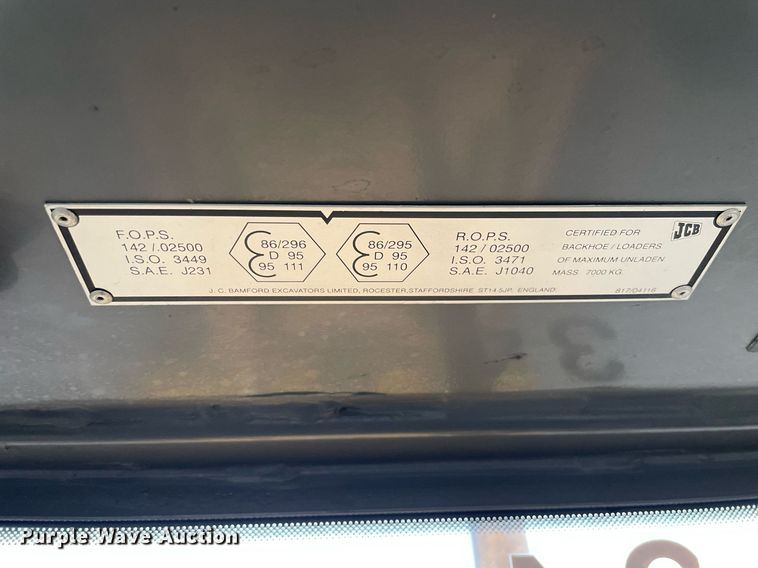 F.O.P.S.
142 /.02500
I.S.O. 3449
S.A.E. J231
86/296
D 95
95 111
86/295
D 95
95 110
R.O.P.S.
142 / 02500
I.S.O. 3471
S.A.E. J1040
CERTIFIED FOR
BACKHOE / LOADERS
OF MAXIMUM UNLADEN
MASS 7000 KG.
JCB
J. C. BAMFORD EXCAVATORS LIMITED, ROCESTER, STAFFORDSHIRE ST14 5JP, ENGLAND
817/04116
Purple Wave Auction